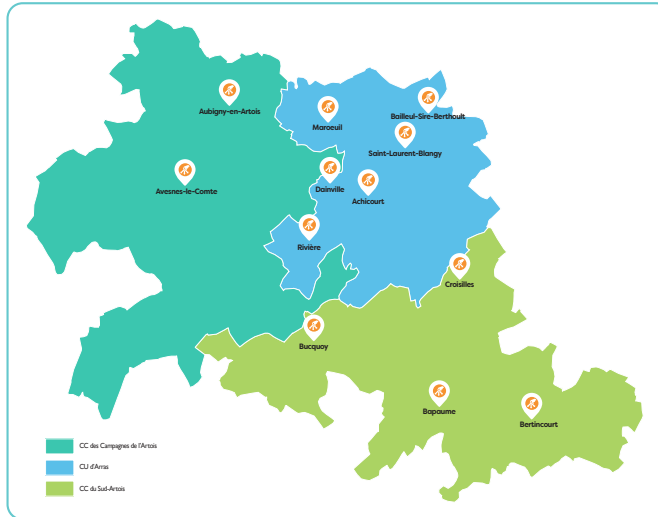 Aubigny-en-Artois
Maroeuil
Bailleul-Sire-Berthoult
Saint-Laurent-Blangy
Avesnes-le-Comte
Dainville
Achicourt
Rivière
Croisilles
Bucquoy
Bapaume
Bertincourt
CC des Campagnes de l'Artois
CU d'Arras
CC du Sud-Artois